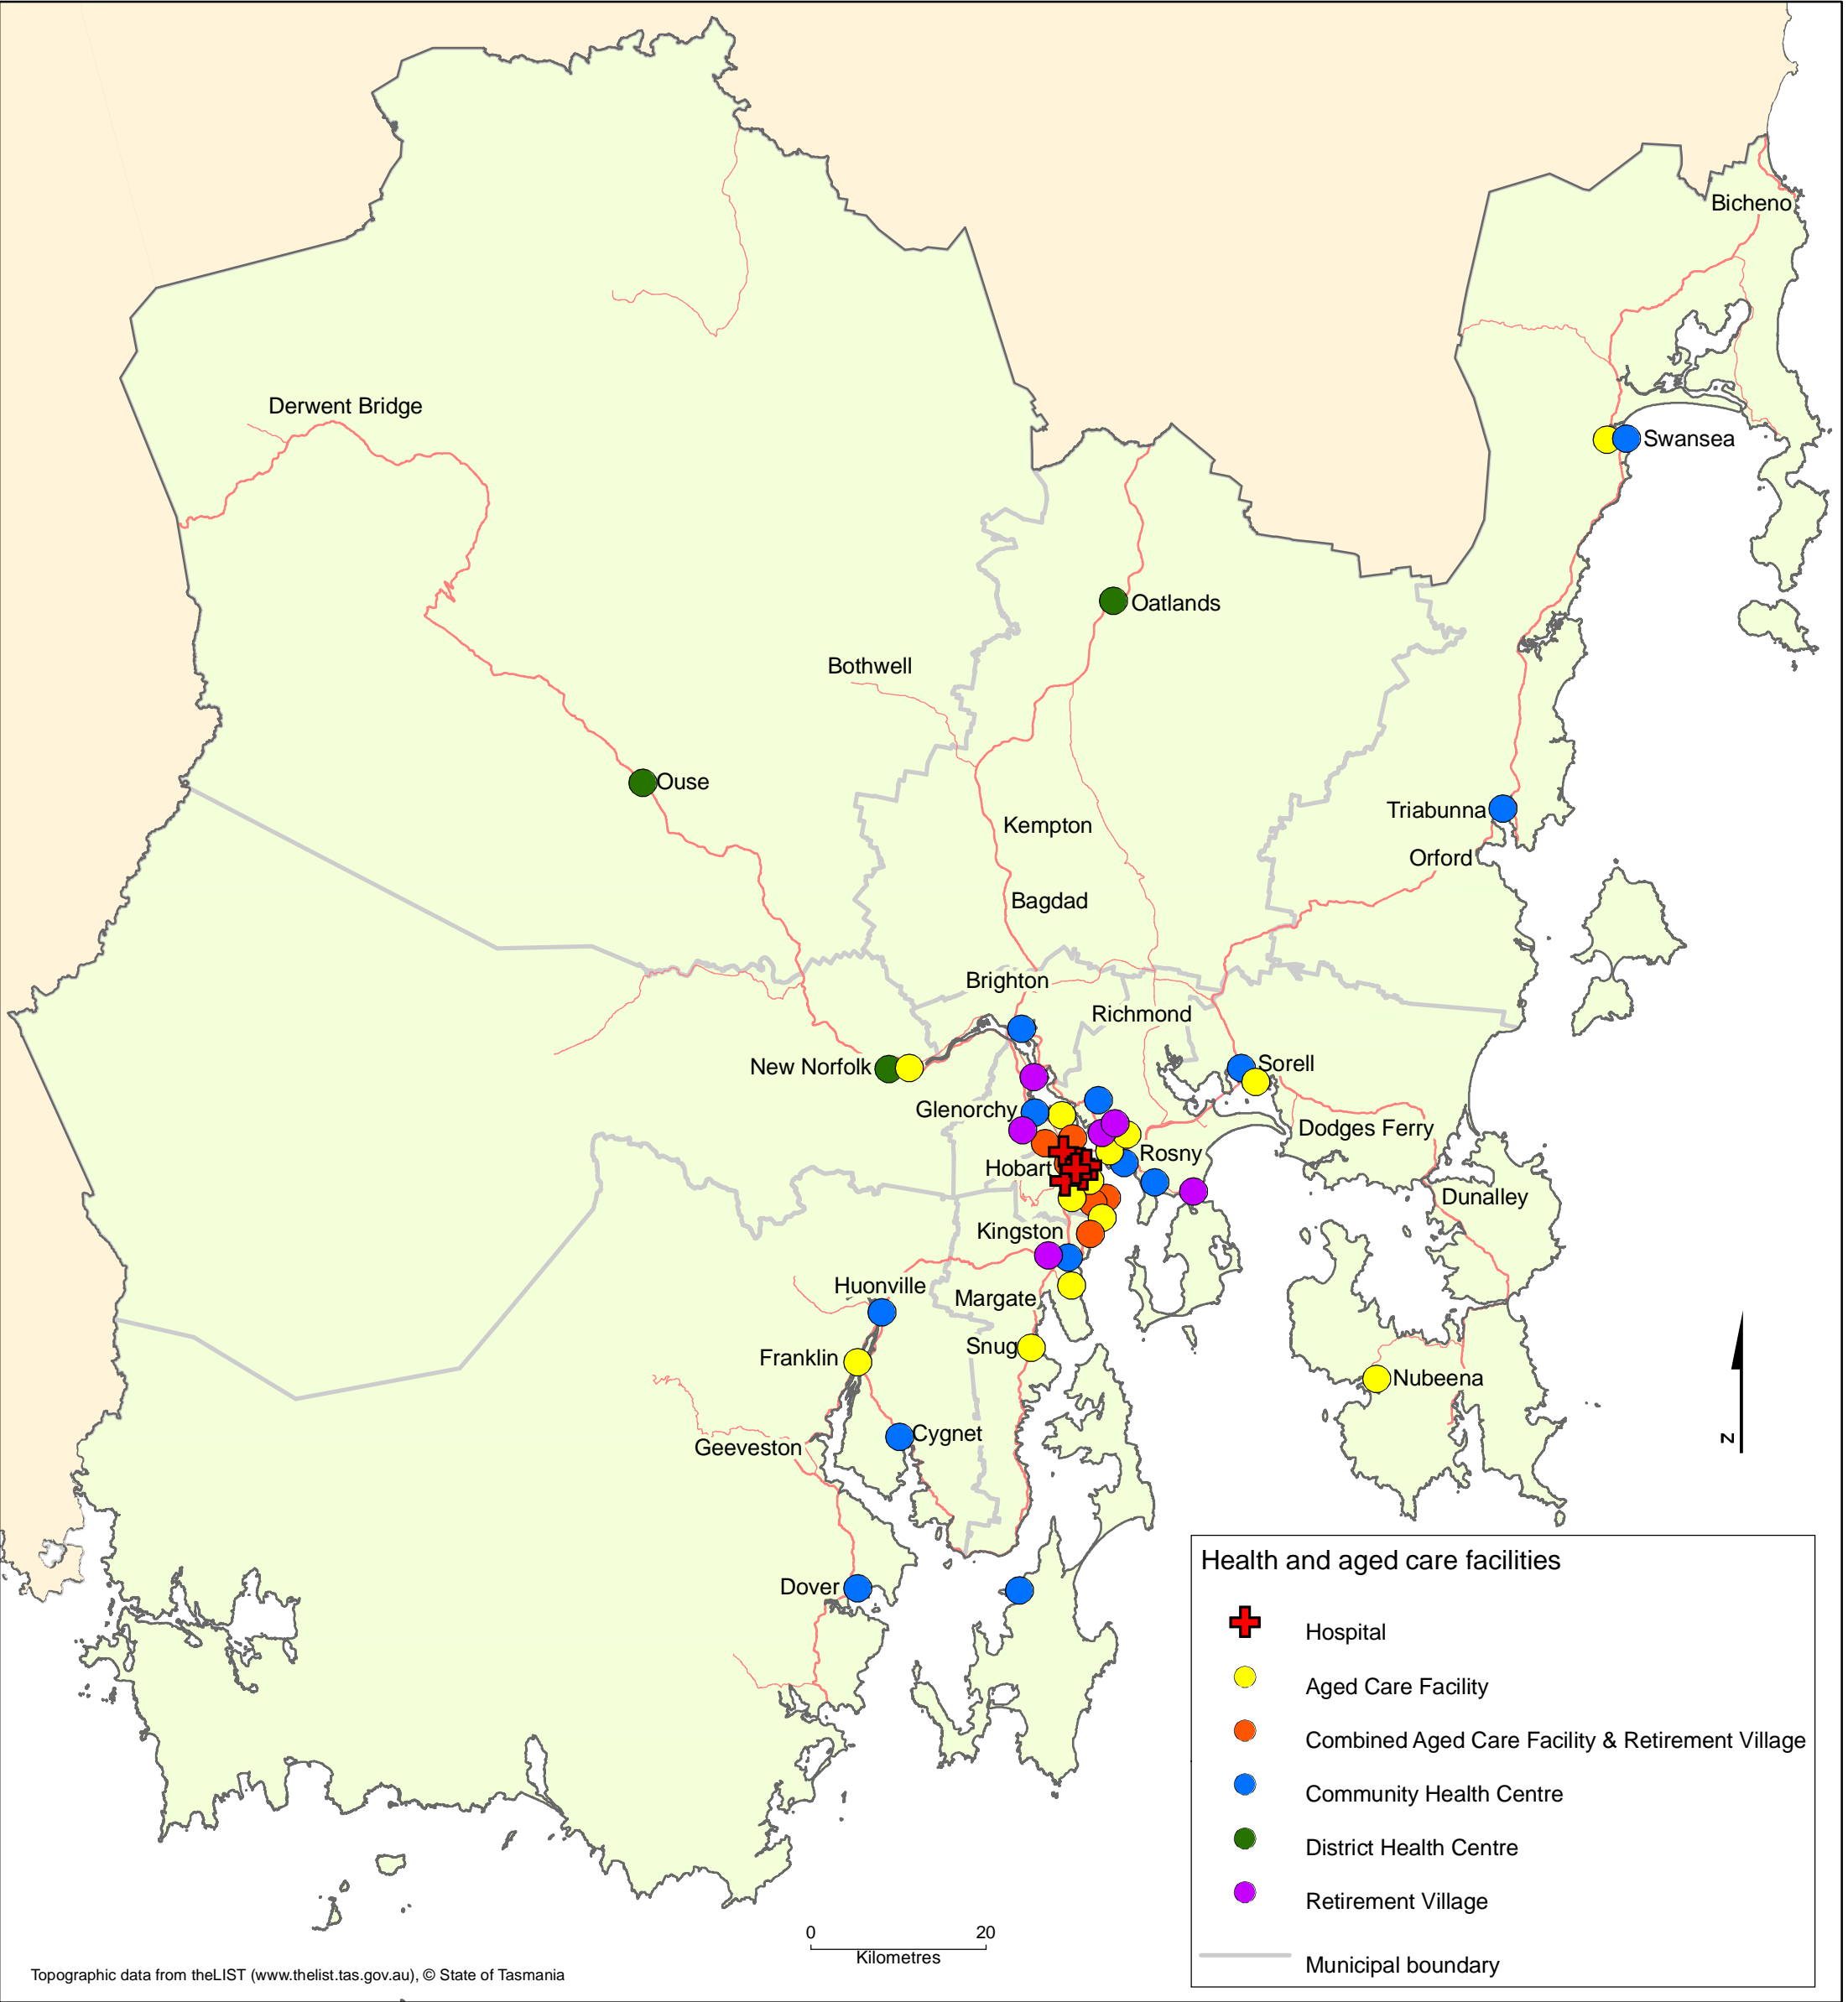 Bicheno
Derwent Bridge
Swansea
Oatlands
Bothwell
Ouse
Triabunna
Kempton
Orford
Bagdad
Brighton
Richmond
New Norfolk
Sorell
Glenorchy
Dodges Ferry
Rosny
Hobart
Dunalley
Kingston
Huonville
Margate
Snug
Franklin
Nubeena
Cygnet
Geeveston
N
Dover
Health and aged care facilities
Hospital
Aged Care Facility
Combined Aged Care Facility & Retirement Village
Community Health Centre
District Health Centre
Retirement Village
Municipal boundary
0 20
Kilometres
Topographic data from theLIST (www.thelist.tas.gov.au), © State of Tasmania